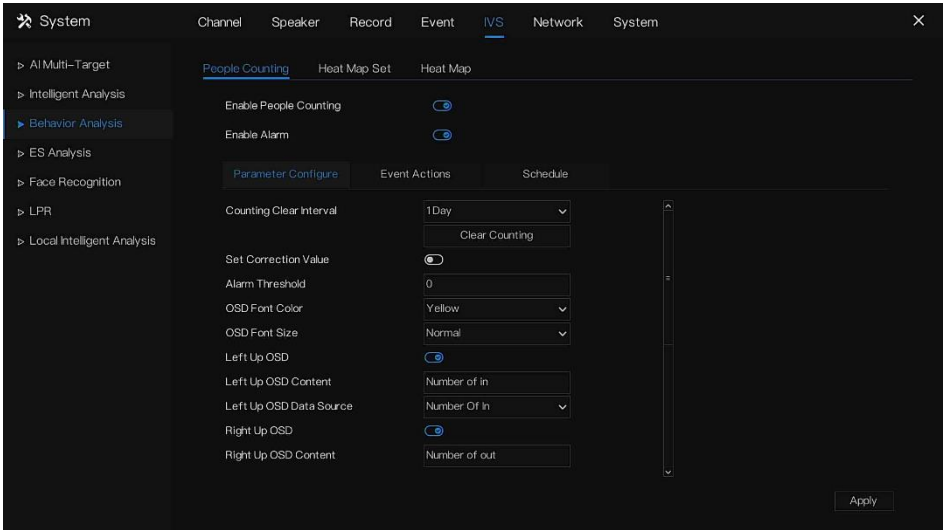 System
Channel Speaker Record Event IVS Network System
AI Multi-Target
Intelligent Analysis
Behavior Analysis
ES Analysis
Face Recognition
LPR
Local Intelligent Analysis
People Counting Heat Map Set Heat Map
Enable People Counting
Enable Alarm
Parameter Configure Event Actions Schedule
Counting Clear Interval 1Day
Clear Counting
Set Correction Value
Alarm Threshold 0
OSD Font Color Yellow
OSD Font Size Normal
Left Up OSD
Left Up OSD Content Number of in
Left Up OSD Data Source Number Of In
Right Up OSD
Right Up OSD Content Number of out
Apply